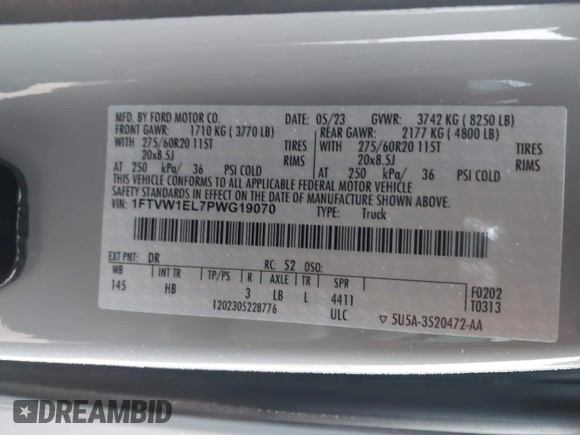 MFD. BY FORD MOTOR CO. DATE: 05/23 GVWR: 3742 KG ( 8250 LB)
FRONT GAWR: 1710 KG ( 3770 LB) REAR GAWR: 2177 KG ( 4800 LB)
WITH 275/60R20 115T TIRES WITH 275/60R20 115T TIRES
20x8.5J RIMS 20x8.5J RIMS
AT 250 kPa/ 36 PSI COLD AT 250 kPa/ 36 PSI COLD
THIS VEHICLE CONFORMS TO ALL APPLICABLE FEDERAL MOTOR VEHICLE
SAFETY STANDARDS IN EFFECT ON THE DATE OF MANUFACTURE SHOWN ABOVE.
VIN: 1FTVW1EL7PWG19070 TYPE: Truck
EXT PNT: DR RC: 52 DSO:
WB INT TR TP/PS R AXLE TR SPR
145 HB 3 LB L 4411
I202305228776 ULC
F0202
T0313
▽ 5U5A-3520472-AA
DREAMBID